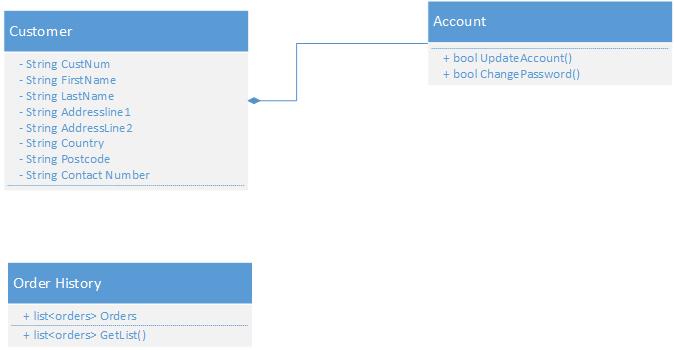 Customer
- String CustNum
- String FirstName
- String LastName
- String Addressline1
- String AddressLine2
- String Country
- String Postcode
- String Contact Number
Account
+ bool UpdateAccount()
+ bool ChangePassword()
Order History
+ list<orders> Orders
+ list<orders> GetList()